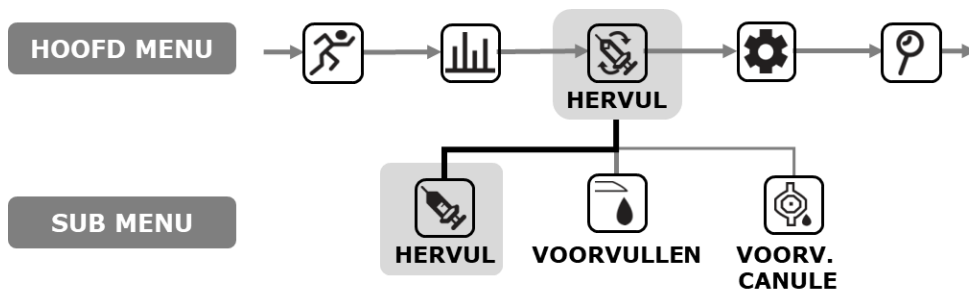 HOOFD MENU
HERVUL
SUB MENU
HERVUL
VOORVULLEN
VOORV.
CANULE